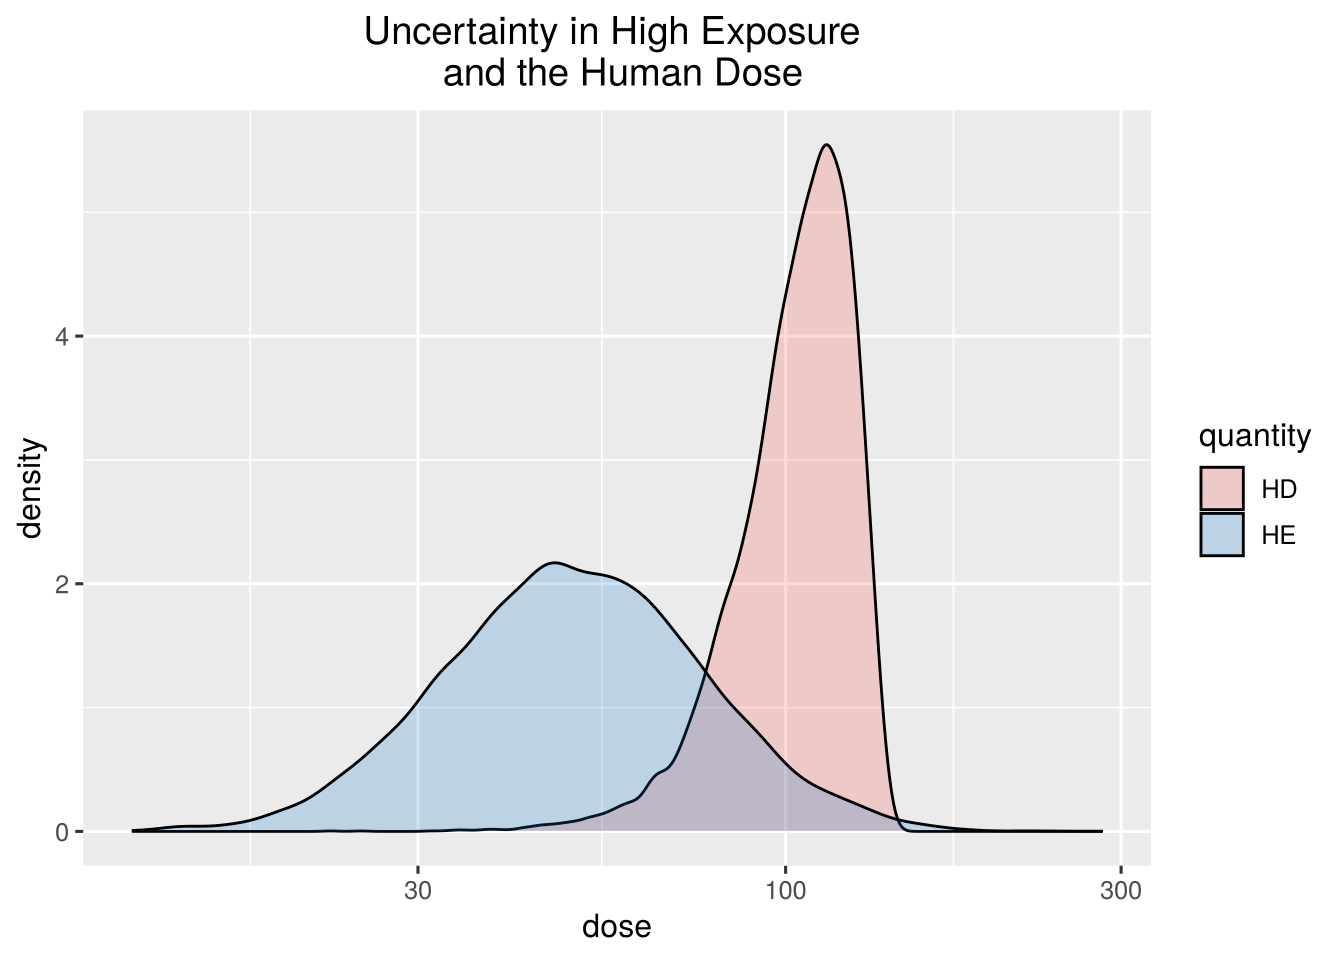 Uncertainty in High Exposure
and the Human Dose
density
4
2
0
30
100
300
dose
quantity
HD
HE